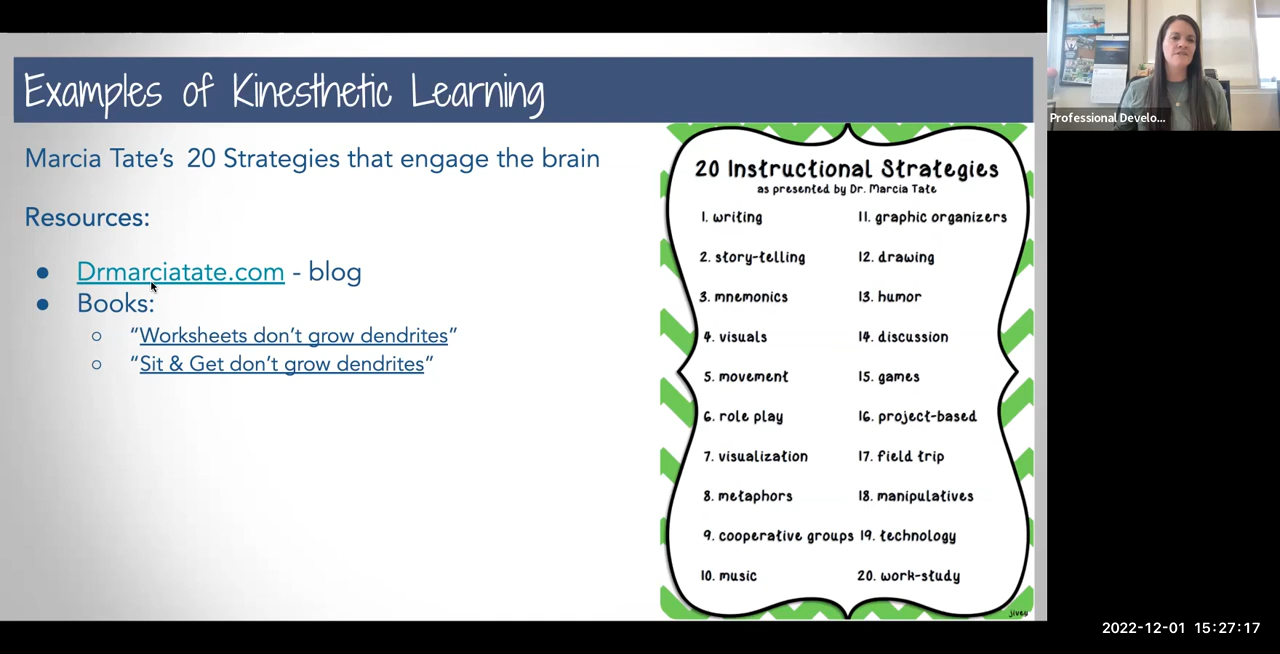 Examples of Kinesthetic Learning
Marcia Tate's 20 Strategies that engage the brain
Resources:
● Drmarciatate.com - blog
● Books:
○ “Worksheets don't grow dendrites”
○ “Sit & Get don't grow dendrites”
20 Instructional Strategies
as presented by Dr. Marcia Tate
1. writing
2. story-telling
3. mnemonics
4. visuals
5. movement
6. role play
7. visualization
8. metaphors
9. cooperative groups
10. music
11. graphic organizers
12. drawing
13. humor
14. discussion
15. games
16. project-based
17. field trip
18. manipulatives
19. technology
20. work-study
Professional Develo...
2022-12-01 15:27:17